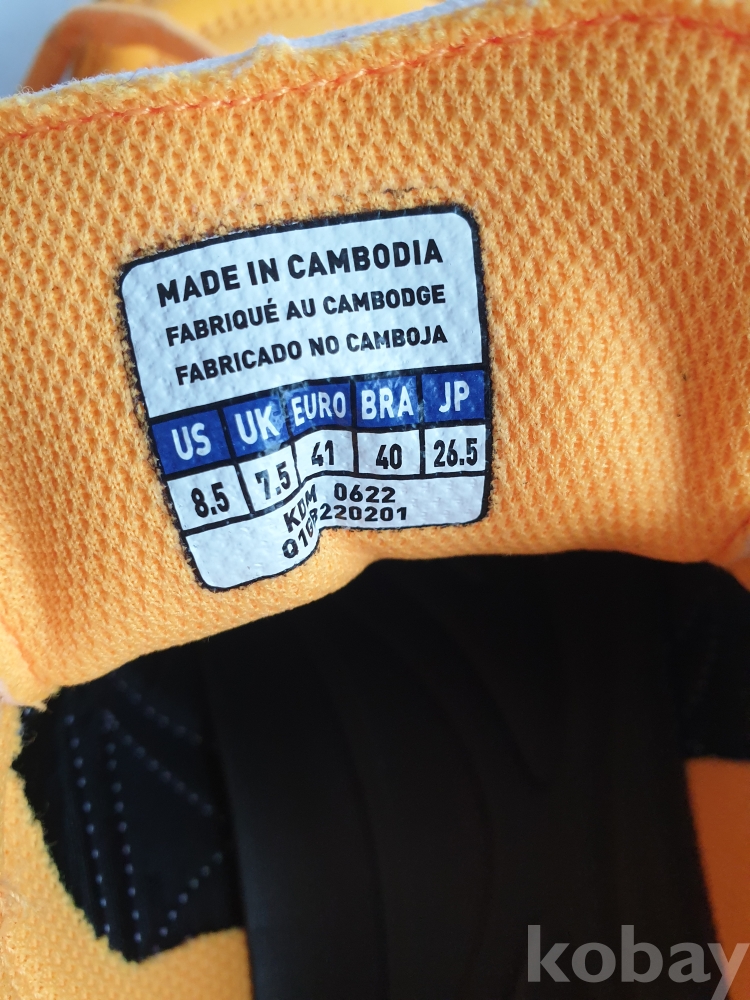 MADE IN CAMBODIA
FABRIQUÉ AU CAMBODGE
FABRICADO NO CAMBOJA
US UK EURO BRA JP
8.5 7.5 41 40 26.5
KDM 0622
kobay